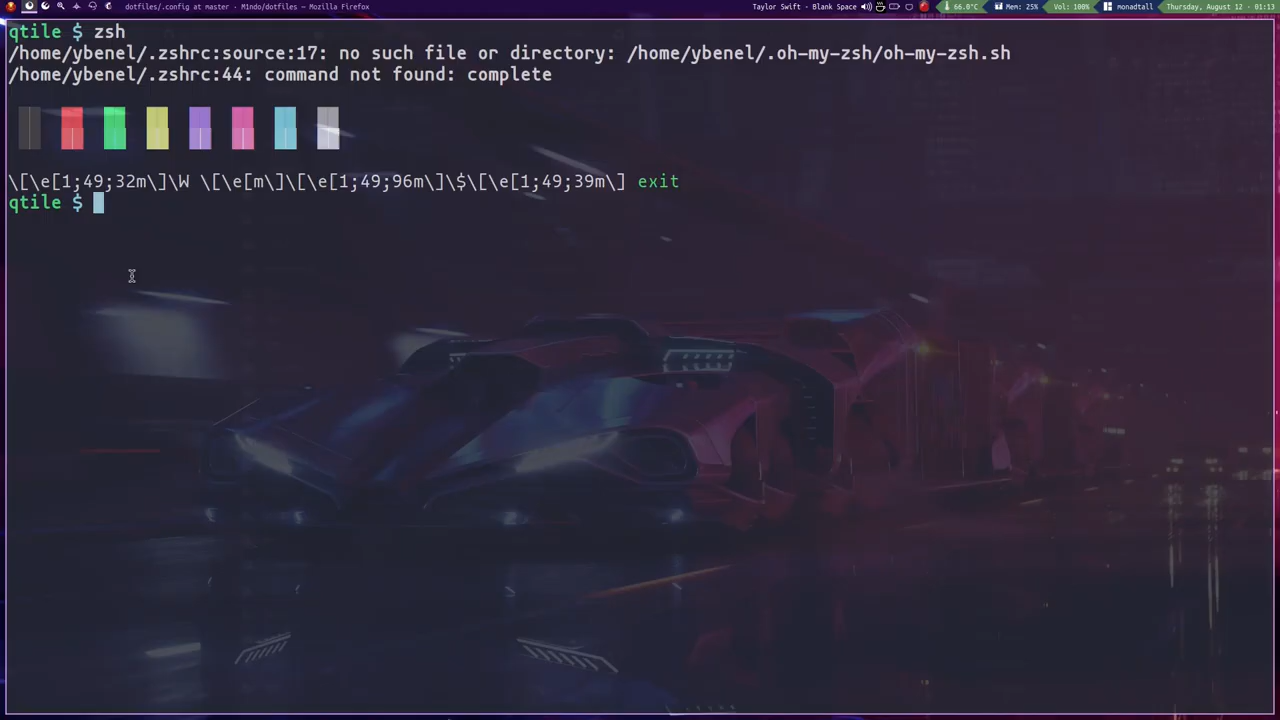 dotfiles/.config at master - Mindo/dotfiles — Mozilla Firefox
Taylor Swift - Blank Space
66.0°C
Mem: 25%
Vol: 100%
monadtall
Thursday, August 12 - 01:13
qtile $ zsh
/home/ybenel/.zshrc:source:17: no such file or directory: /home/ybenel/.oh-my-zsh/oh-my-zsh.sh
/home/ybenel/.zshrc:44: command not found: complete
\[\e[1;49;32m\]\W \[\e[m\]\[\e[1;49;96m\]\$\[\e[1;49;39m\] exit
qtile $